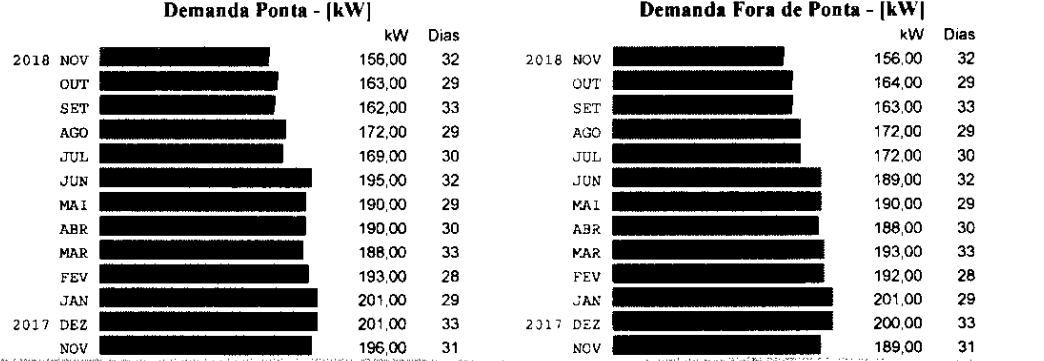 Demanda Ponta - [kW]
kW Dias
2018 NOV 156,00 32
OUT 163,00 29
SET 162,00 33
AGO 172,00 29
JUL 169,00 30
JUN 195,00 32
MAI 190,00 29
ABR 190,00 30
MAR 188,00 33
FEV 193,00 28
JAN 201,00 29
2017 DEZ 201,00 33
NOV 196,00 31
Demanda Fora de Ponta - [kW]
kW Dias
2018 NOV 156,00 32
OUT 164,00 29
SET 163,00 33
AGO 172,00 29
JUL 172,00 30
JUN 189,00 32
MAI 190,00 29
ABR 188,00 30
MAR 193,00 33
FEV 192,00 28
JAN 201,00 29
2017 DEZ 200,00 33
NOV 189,00 31